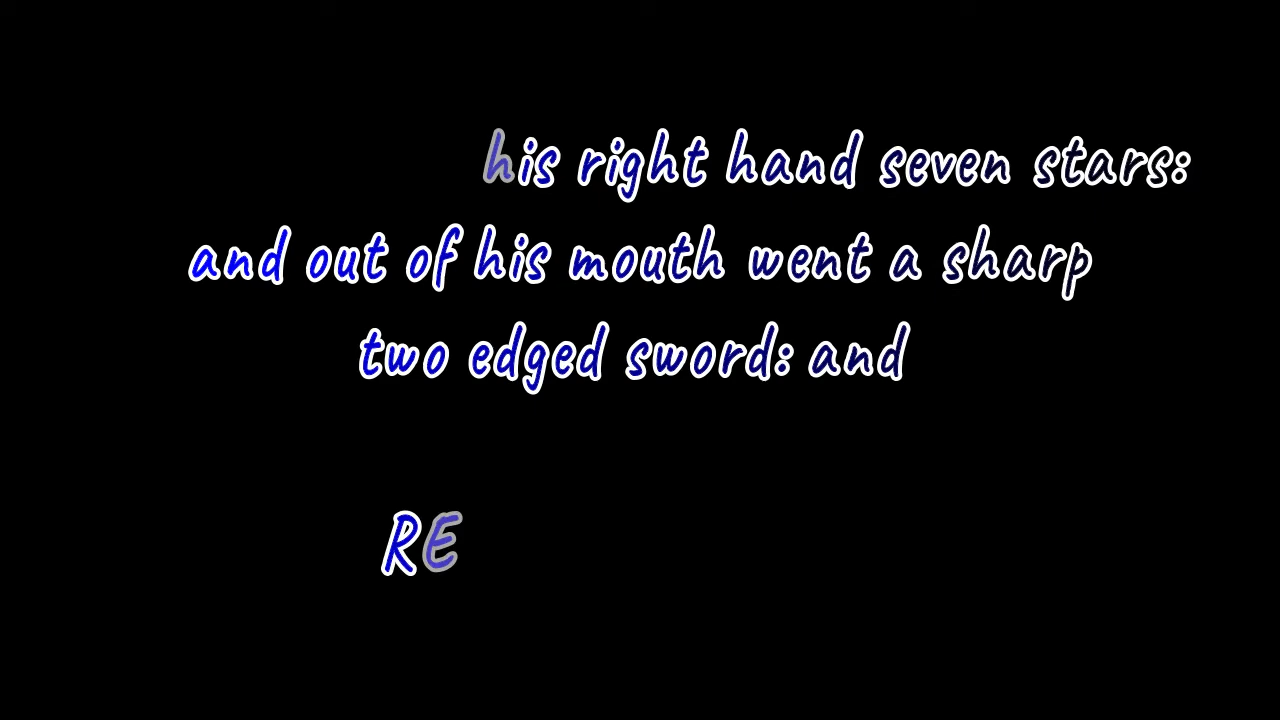 his right hand seven stars:
and out of his mouth went a sharp
two edged sword: and
RE